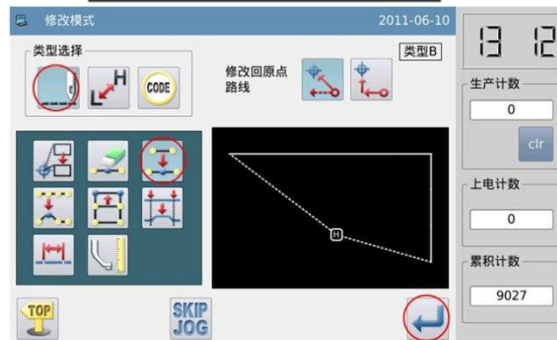 修改模式 2011-06-10
类型选择
H
CODE
修改回原点
路线
类型B
13 12
生产计数
0
clr
上电计数
0
累积计数
9027
H
TOP
SKIP
JOG